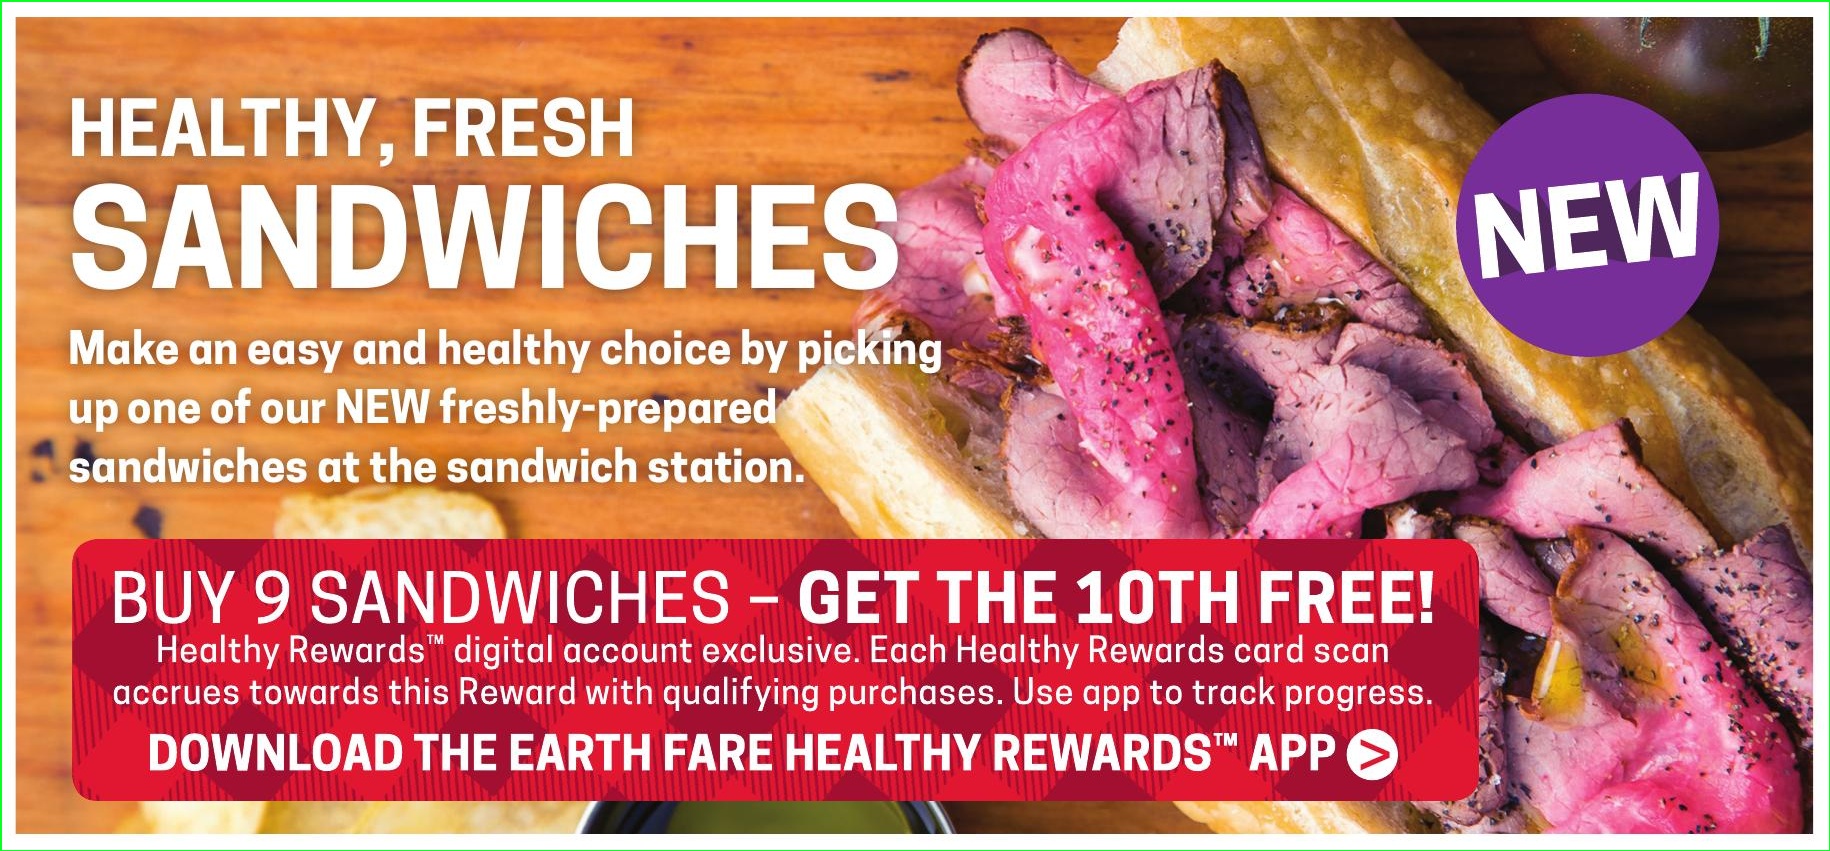 HEALTHY, FRESH
SANDWICHES
Make an easy and healthy choice by picking
up one of our NEW freshly-prepared
sandwiches at the sandwich station.
NEW
BUY 9 SANDWICHES – GET THE 10TH FREE!
Healthy Rewards™ digital account exclusive. Each Healthy Rewards card scan
accrues towards this Reward with qualifying purchases. Use app to track progress.
DOWNLOAD THE EARTH FARE HEALTHY REWARDS™ APP >